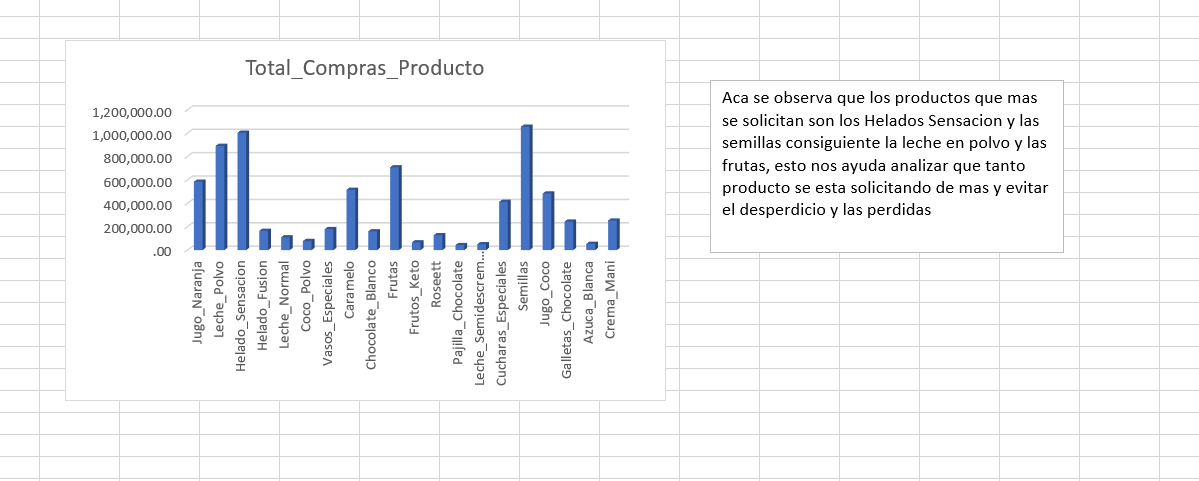 Total_Compras_Producto
1,200,000.00
1,000,000.00
800,000.00
600,000.00
400,000.00
200,000.00
.00
Jugo_Naranja
Leche_Polvo
Helado_Sensacion
Helado_Fusion
Leche_Normal
Coco_Polvo
Vasos_Especiales
Caramelo
Chocolate_Blanco
Frutas
Frutos_Keto
Roseett
Pajilla_Chocolate
Leche_Semidescrem...
Cucharas_Especiales
Semillas
Jugo_Coco
Galletas_Chocolate
Azuca_Blanca
Crema_Mani
Aca se observa que los productos que mas
se solicitan son los Helados Sensacion y las
semillas consiguiente la leche en polvo y las
frutas, esto nos ayuda analizar que tanto
producto se esta solicitando de mas y evitar
el desperdicio y las perdidas